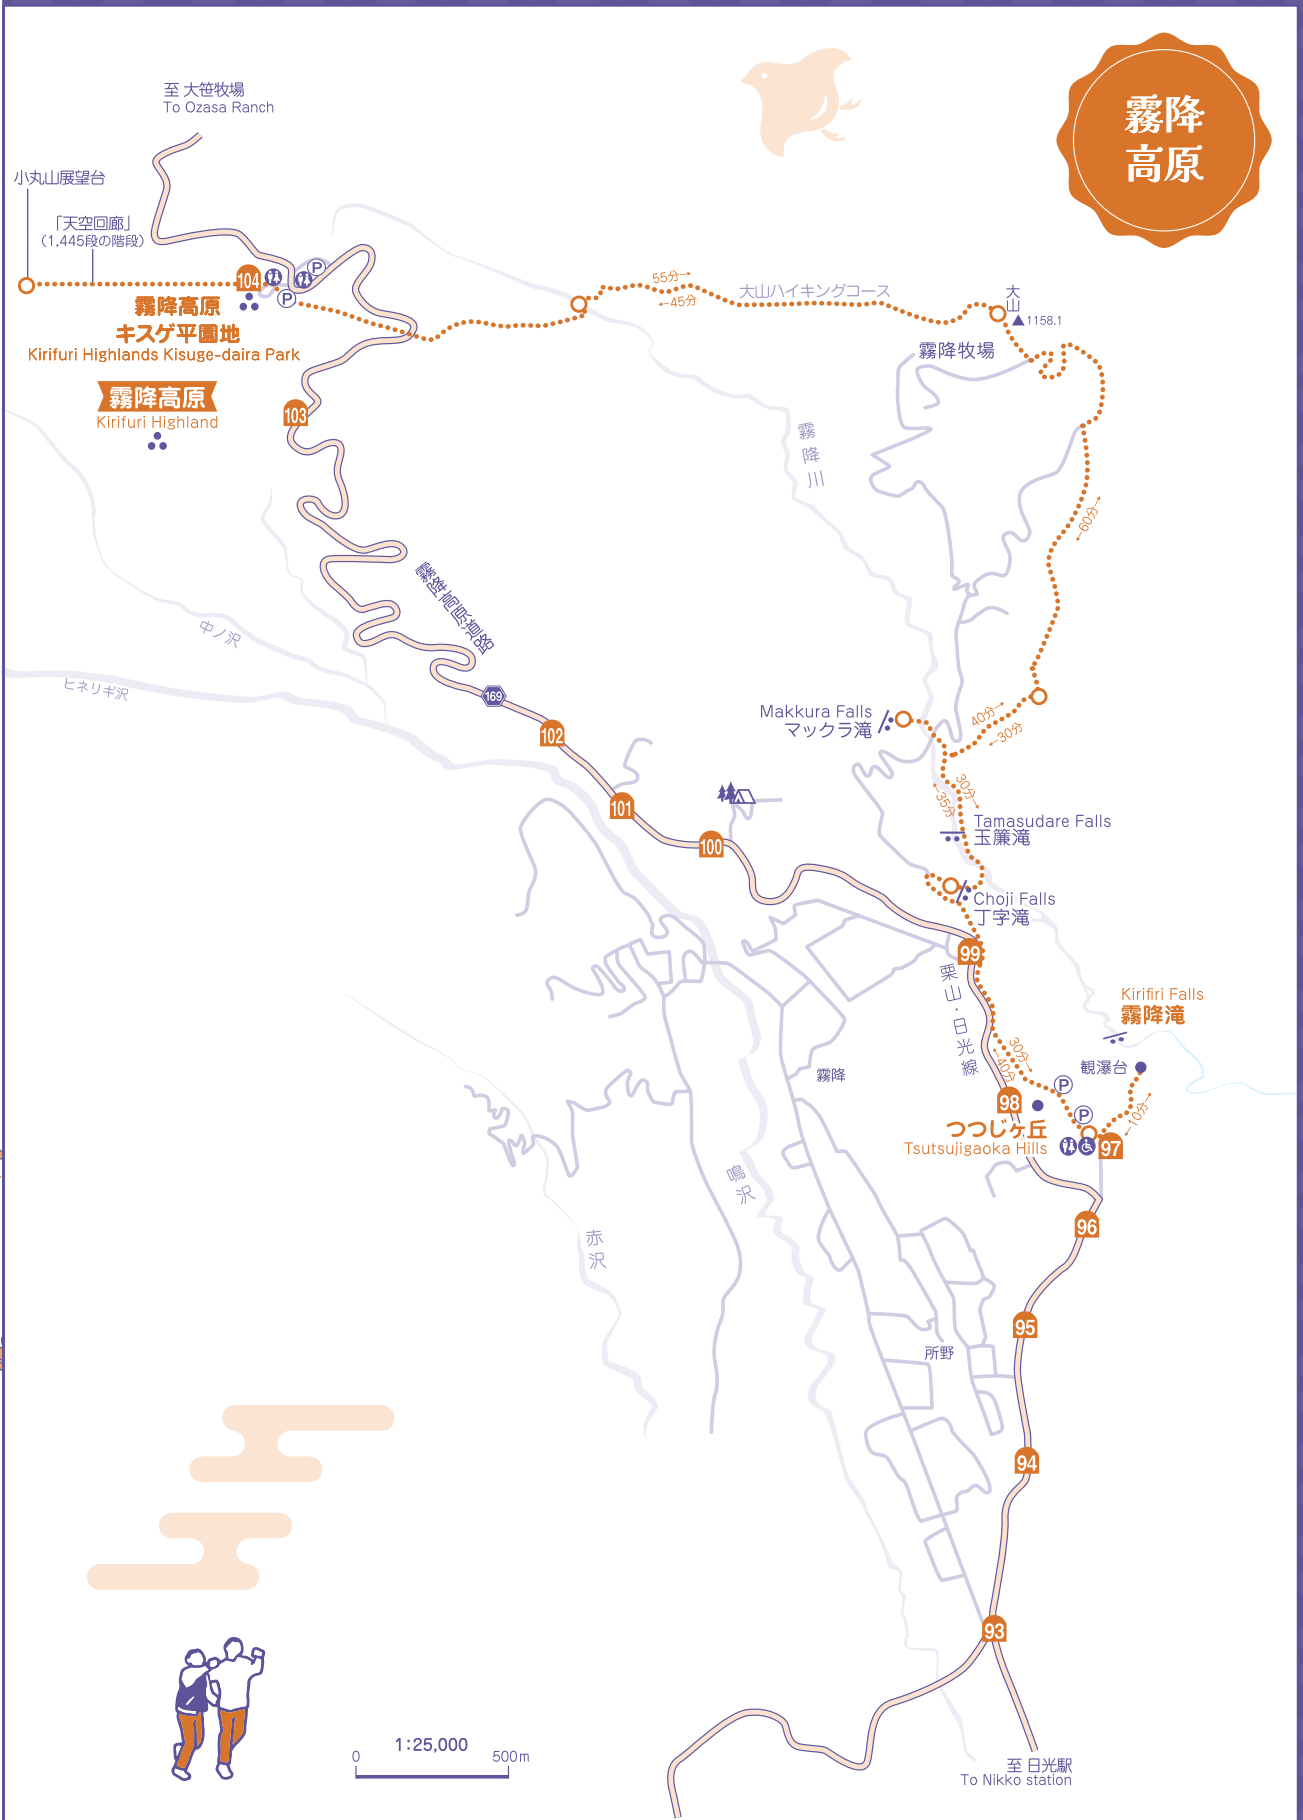 霧降
高原
至 大笹牧場
To Ozasa Ranch
小丸山展望台
「天空回廊」
(1,445段の階段)
104
P
P
霧降高原
キスゲ平園地
Kirifuri Highlands Kisuge-daira Park
霧降高原
Kirifuri Highland
55分→
←45分
大山ハイキングコース
大山
▲1158.1
霧降牧場
103
霧降川
←60分→
霧降高原道路
中ノ沢
ヒネリギ沢
169
102
Makkura Falls
マックラ滝
40分→
←30分
101
100
30分→
←35分
Tamasudare Falls
玉簾滝
Choji Falls
丁字滝
99
栗山・日光線
Kirifiri Falls
霧降滝
観瀑台
30分→
←40分
P
P
←10分→
霧降
98
つつじヶ丘
Tsutsujigaoka Hills
97
鳴沢
赤沢
96
95
所野
94
93
1:25,000
0
500m
至 日光駅
To Nikko station